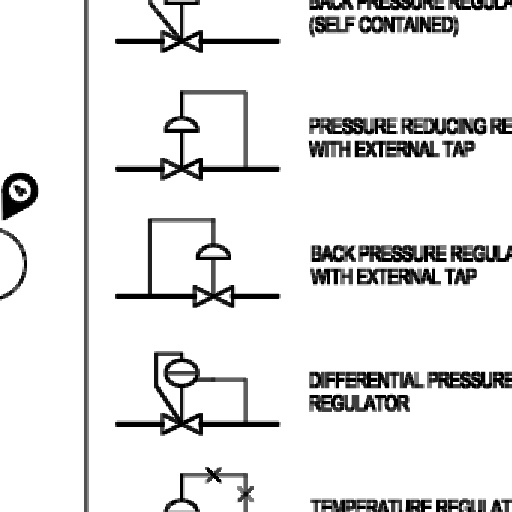 BACK PRESSURE REGULA
(SELF CONTAINED)
PRESSURE REDUCING RE
WITH EXTERNAL TAP
BACK PRESSURE REGULA
WITH EXTERNAL TAP
DIFFERENTIAL PRESSURE
REGULATOR
TEMPERATURE REGULAT